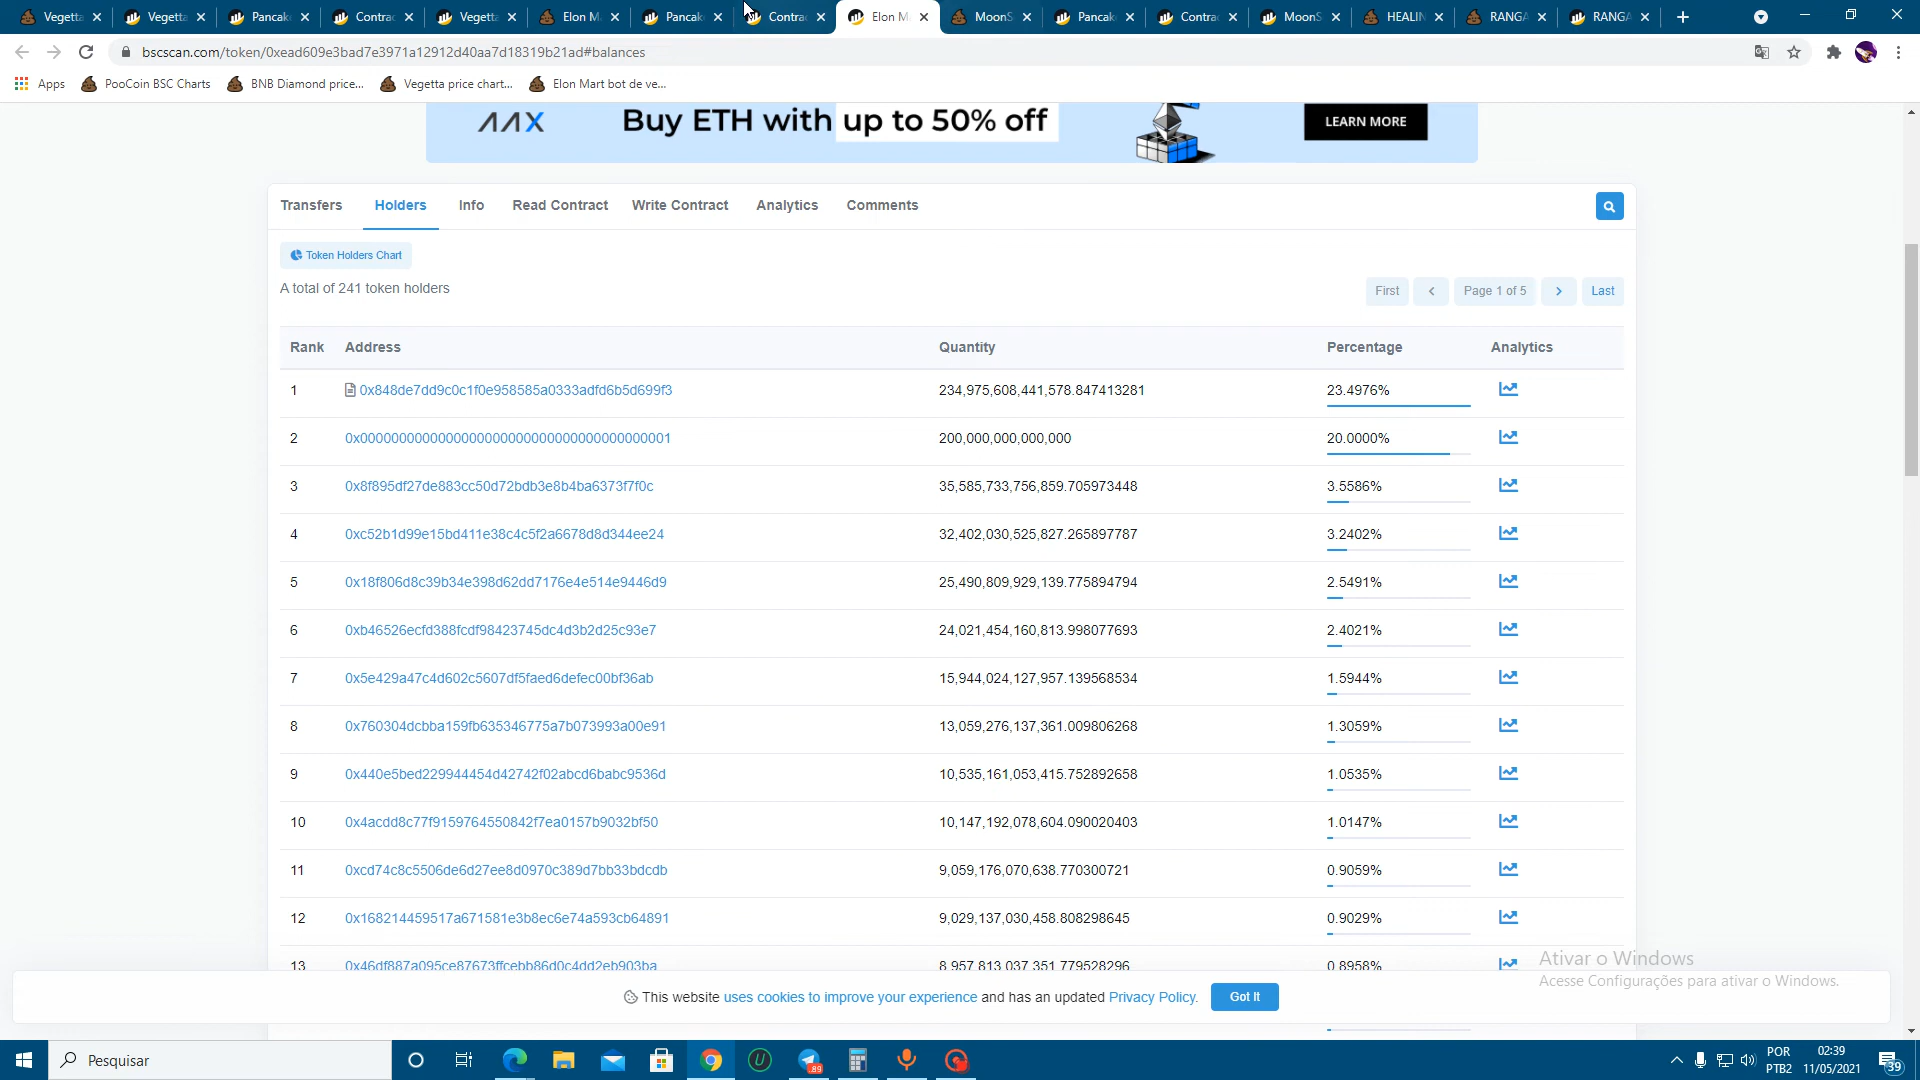 Vegetta
Vegetta
Pancak
Contrac
Vegetta
Elon M
Pancak
Contrac
Elon M
MoonS
Pancak
Contrac
MoonS
HEALIN
RANGA
RANGA
bscscan.com/token/0xead609e3bad7e3971a12912d40aa7d18319b21ad#balances
Apps PooCoin BSC Charts BNB Diamond price... Vegetta price chart... Elon Mart bot de ve...
AAX Buy ETH with up to 50% off LEARN MORE
Transfers Holders Info Read Contract Write Contract Analytics Comments
Token Holders Chart
A total of 241 token holders
First Page 1 of 5 Last
Rank Address Quantity Percentage Analytics
1 0x848de7dd9c0c1f0e958585a0333adfd6b5d699f3 234,975,608,441,578.847413281 23.4976%
2 0x0000000000000000000000000000000000000001 200,000,000,000,000 20.0000%
3 0x8f895df27de883cc50d72bdb3e8b4ba6373f7f0c 35,585,733,756,859.705973448 3.5586%
4 0xc52b1d99e15bd411e38c4c5f2a6678d8d344ee24 32,402,030,525,827.265897787 3.2402%
5 0x18f806d8c39b34e398d62dd7176e4e514e9446d9 25,490,809,929,139.775894794 2.5491%
6 0xb46526ecfd388fcdf98423745dc4d3b2d25c93e7 24,021,454,160,813.998077693 2.4021%
7 0x5e429a47c4d602c5607df5faed6defec00bf36ab 15,944,024,127,957.139568534 1.5944%
8 0x760304dcbba159fb635346775a7b073993a00e91 13,059,276,137,361.009806268 1.3059%
9 0x440e5bed229944454d42742f02abcd6babc9536d 10,535,161,053,415.752892658 1.0535%
10 0x4acdd8c77f9159764550842f7ea0157b9032bf50 10,147,192,078,604.090020403 1.0147%
11 0xcd74c8c5506de6d27ee8d0970c389d7bb33bdcdb 9,059,176,070,638.770300721 0.9059%
12 0x168214459517a671581e3b8ec6e74a593cb64891 9,029,137,030,458.808298645 0.9029%
13 0x46df887a095ce87673ffcebb86d0c4dd2eb903ba 8,957,813,037,351.779528296 0.8958%
Ativar o Windows
Acesse Configurações para ativar o Windows.
This website uses cookies to improve your experience and has an updated Privacy Policy. Got It
Pesquisar
89
POR
PTB2
02:39
11/05/2021
39